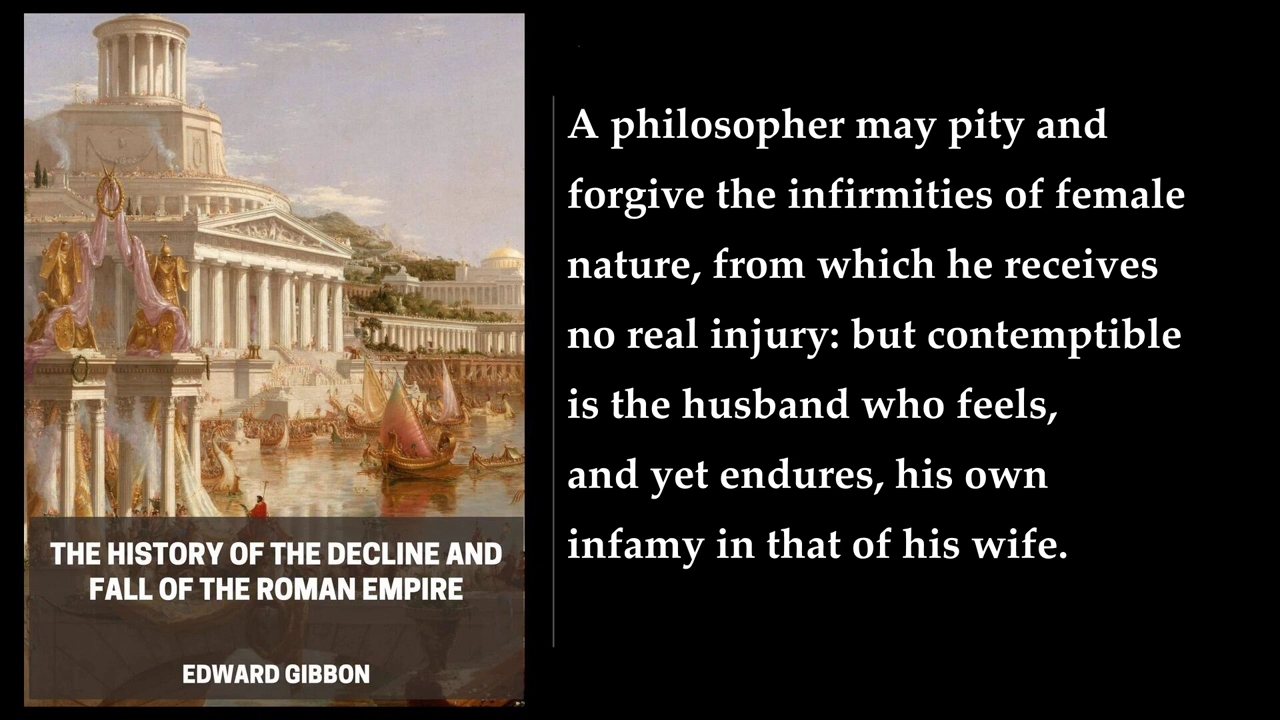 THE HISTORY OF THE DECLINE AND
FALL OF THE ROMAN EMPIRE
EDWARD GIBBON
A philosopher may pity and
forgive the infirmities of female
nature, from which he receives
no real injury: but contemptible
is the husband who feels,
and yet endures, his own
infamy in that of his wife.